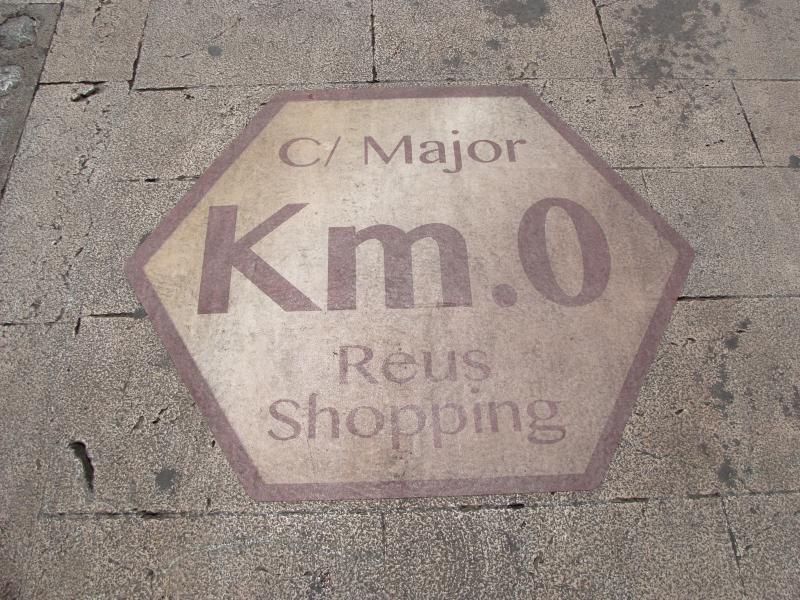 C/ Major
Km.0
Reus
Shopping